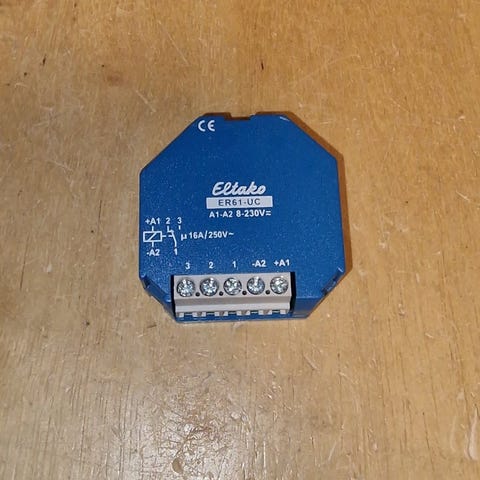 CE
Eltako
ER61-UC
A1-A2 8-230V⎓
+A1 2 3
µ 16A/250V~
-A2 1
3 2 1 -A2 +A1